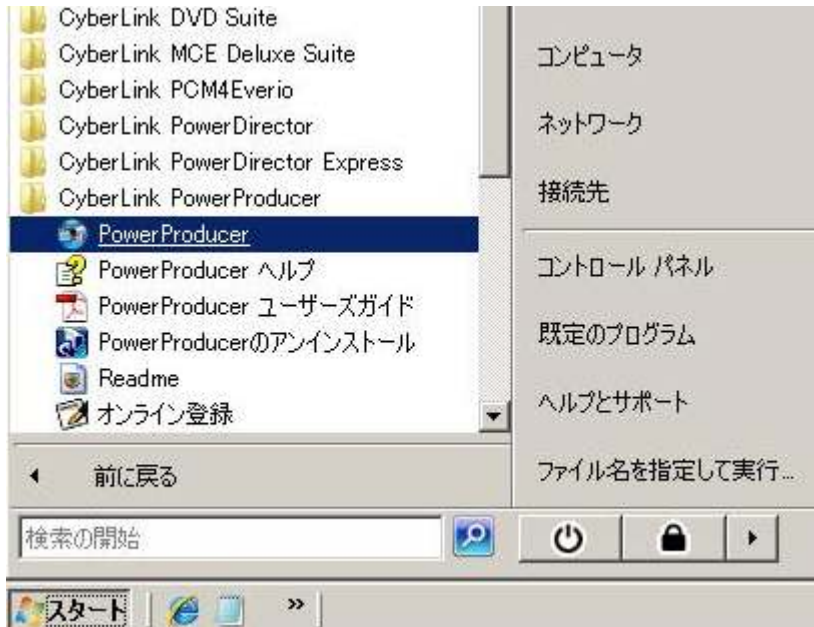 CyberLink DVD Suite
CyberLink MCE Deluxe Suite
CyberLink PCM4Everio
CyberLink PowerDirector
CyberLink PowerDirector Express
CyberLink PowerProducer
PowerProducer
PowerProducer ヘルプ
PowerProducer ユーザーズガイド
PowerProducerのアンインストール
Readme
オンライン登録
前に戻る
検索の開始
コンピュータ
ネットワーク
接続先
コントロール パネル
既定のプログラム
ヘルプとサポート
ファイル名を指定して実行...
スタート